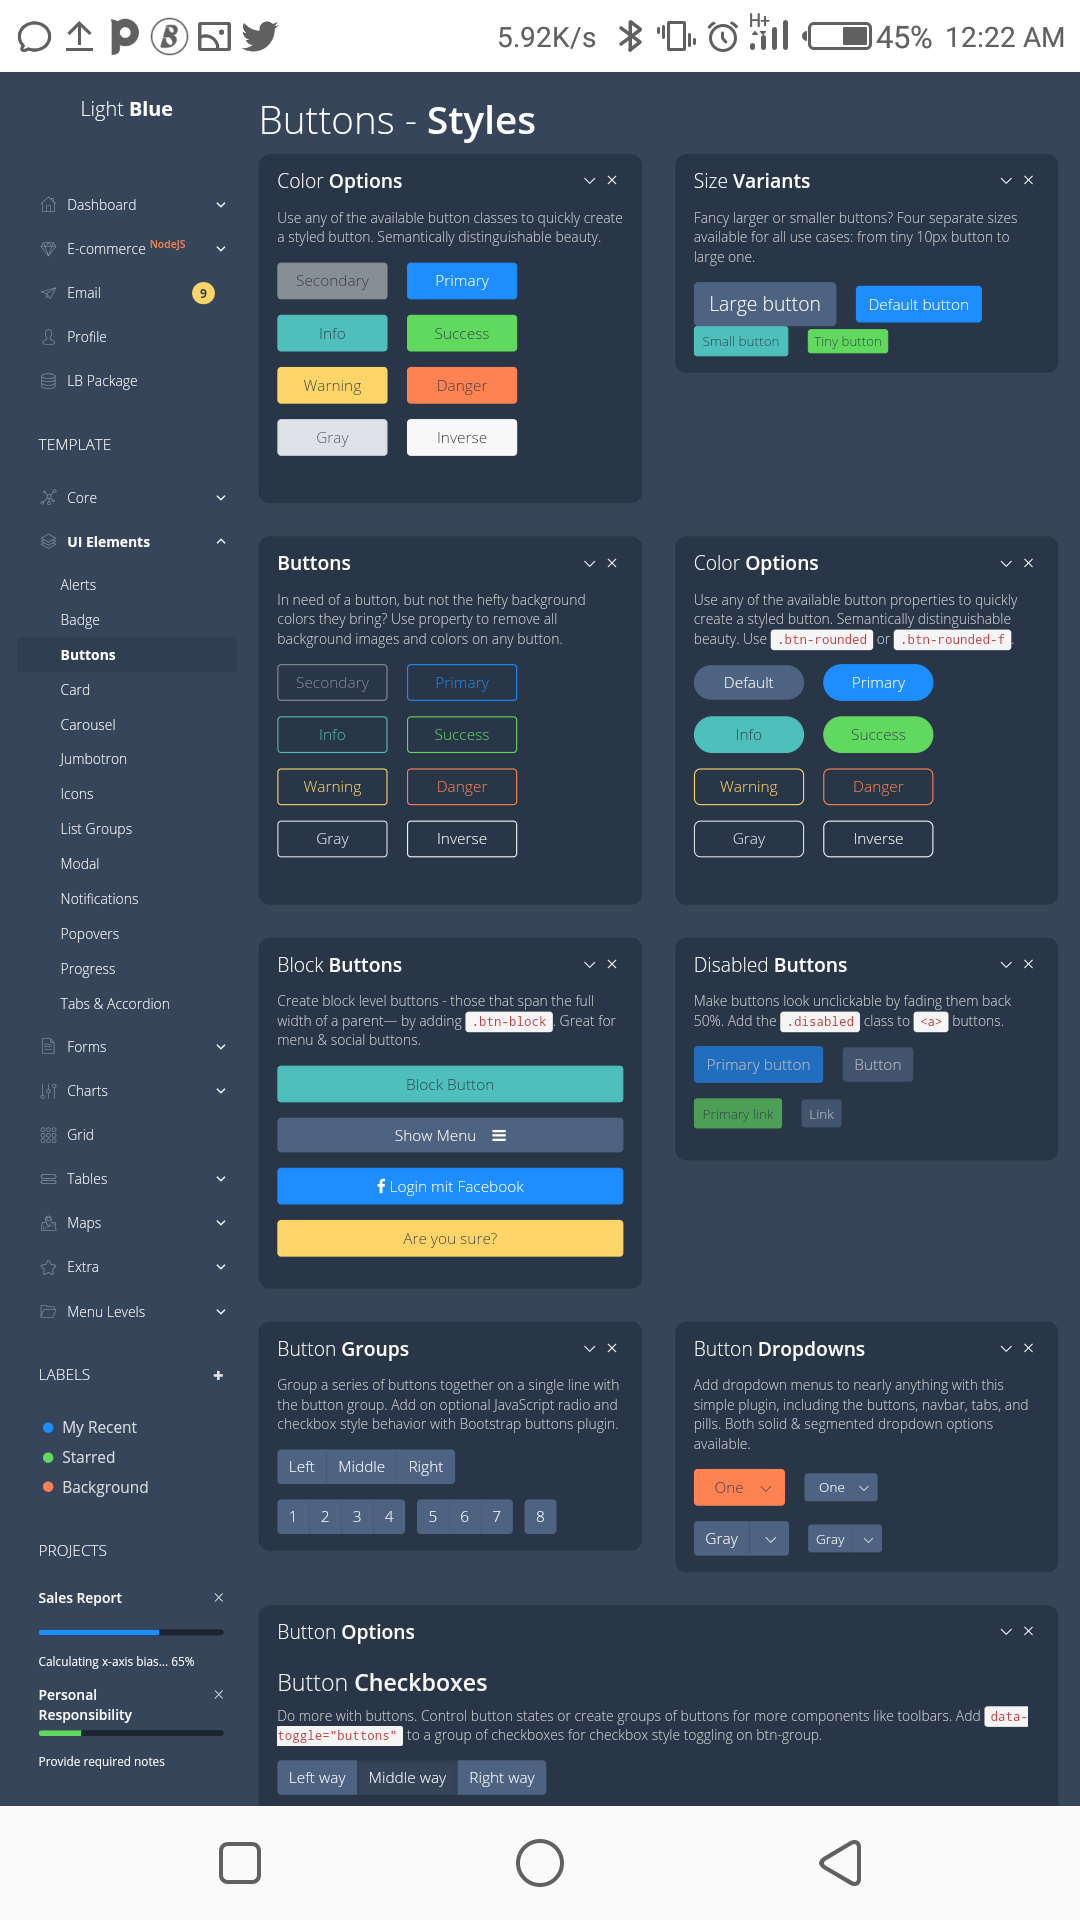 5.92K/s H+ 45% 12:22 AM
Light Blue
Dashboard
E-commerce NodeJS
Email 9
Profile
LB Package
TEMPLATE
Core
UI Elements
Alerts
Badge
Buttons
Card
Carousel
Jumbotron
Icons
List Groups
Modal
Notifications
Popovers
Progress
Tabs & Accordion
Forms
Charts
Grid
Tables
Maps
Extra
Menu Levels
LABELS +
My Recent
Starred
Background
PROJECTS
Sales Report
Calculating x-axis bias... 65%
Personal
Responsibility
Provide required notes
Buttons - Styles
Color Options
Use any of the available button classes to quickly create
a styled button. Semantically distinguishable beauty.
Secondary Primary
Info Success
Warning Danger
Gray Inverse
Size Variants
Fancy larger or smaller buttons? Four separate sizes
available for all use cases: from tiny 10px button to
large one.
Large button Default button
Small button Tiny button
Buttons
In need of a button, but not the hefty background
colors they bring? Use property to remove all
background images and colors on any button.
Secondary Primary
Info Success
Warning Danger
Gray Inverse
Color Options
Use any of the available button properties to quickly
create a styled button. Semantically distinguishable
beauty. Use .btn-rounded or .btn-rounded-f.
Default Primary
Info Success
Warning Danger
Gray Inverse
Block Buttons
Create block level buttons - those that span the full
width of a parent— by adding .btn-block. Great for
menu & social buttons.
Block Button
Show Menu
Login mit Facebook
Are you sure?
Disabled Buttons
Make buttons look unclickable by fading them back
50%. Add the .disabled class to <a> buttons.
Primary button Button
Primary link Link
Button Groups
Group a series of buttons together on a single line with
the button group. Add on optional JavaScript radio and
checkbox style behavior with Bootstrap buttons plugin.
Left Middle Right
1 2 3 4 5 6 7 8
Button Dropdowns
Add dropdown menus to nearly anything with this
simple plugin, including the buttons, navbar, tabs, and
pills. Both solid & segmented dropdown options
available.
One One
Gray Gray
Button Options
Button Checkboxes
Do more with buttons. Control button states or create groups of buttons for more components like toolbars. Add data-
toggle="buttons" to a group of checkboxes for checkbox style toggling on btn-group.
Left way Middle way Right way